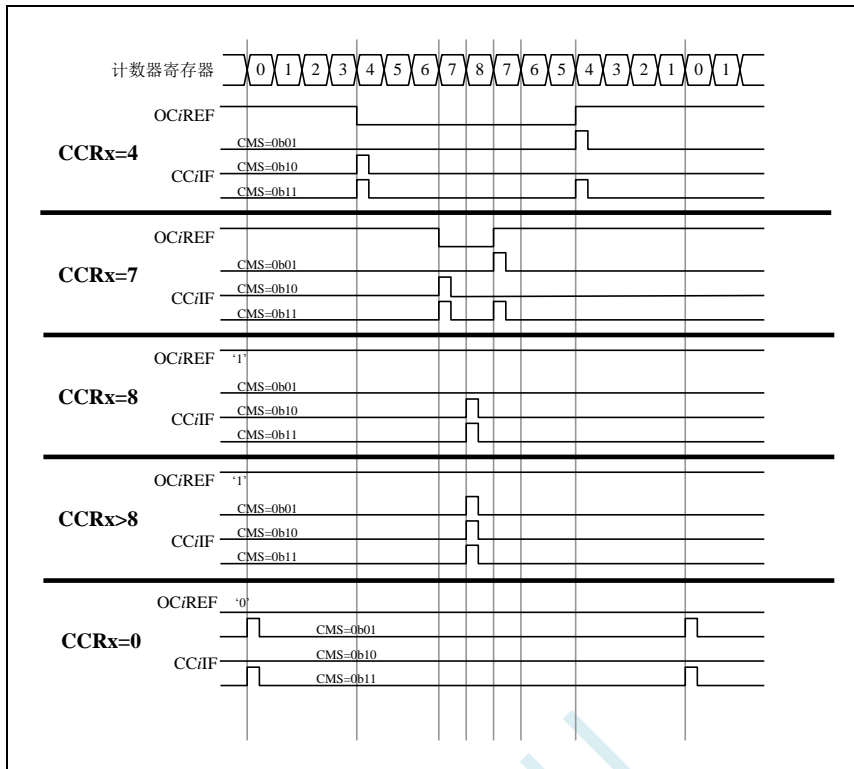 计数器寄存器 0 1 2 3 4 5 6 7 8 7 6 5 4 3 2 1 0 1
OCiREF
CCRx=4
CMS=0b01
CMS=0b10
CCiIF
CMS=0b11
OCiREF
CCRx=7
CMS=0b01
CMS=0b10
CCiIF
CMS=0b11
OCiREF ‘1’
CCRx=8
CMS=0b01
CMS=0b10
CCiIF
CMS=0b11
OCiREF ‘1’
CCRx>8
CMS=0b01
CMS=0b10
CCiIF
CMS=0b11
OCiREF ‘0’
CCRx=0
CMS=0b01
CMS=0b10
CCiIF
CMS=0b11